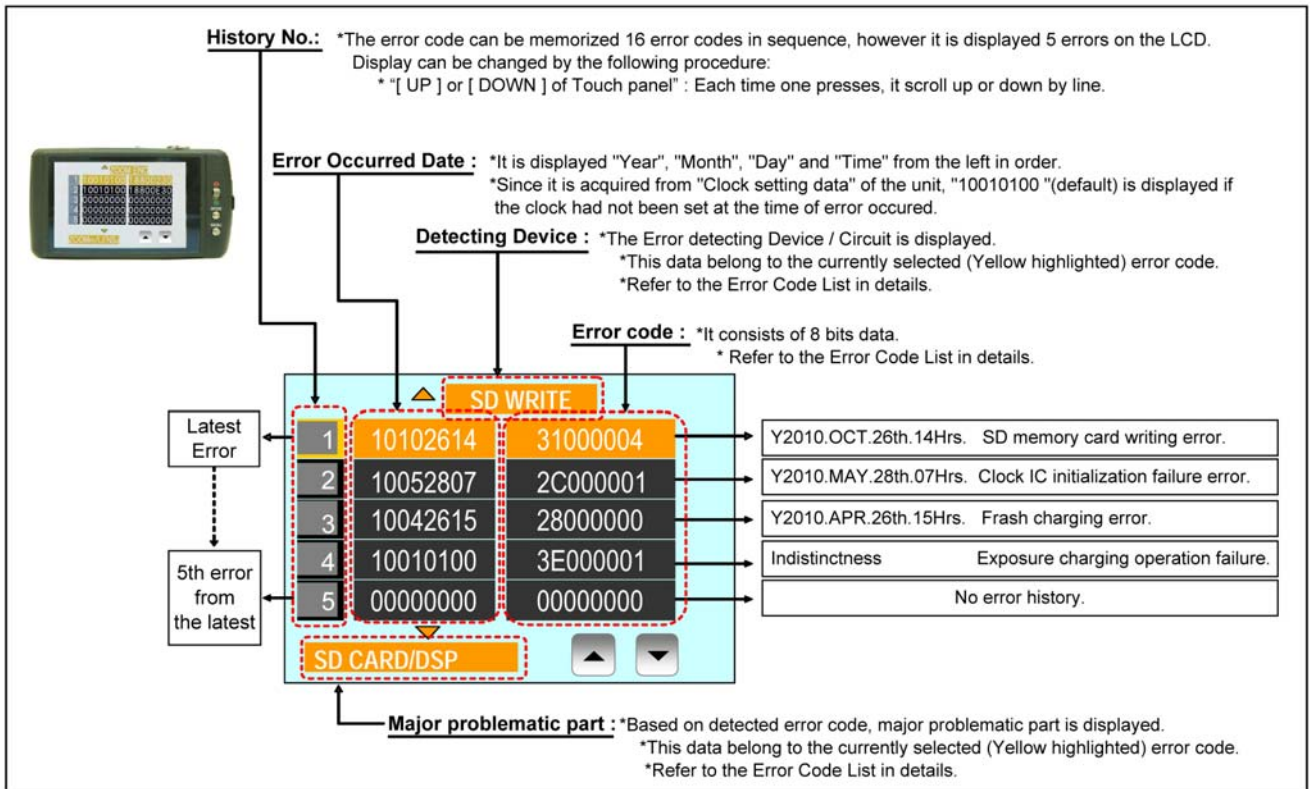 History No.: *The error code can be memorized 16 error codes in sequence, however it is displayed 5 errors on the LCD.
Display can be changed by the following procedure:
* "[ UP ] or [ DOWN ] of Touch panel" : Each time one presses, it scroll up or down by line.
Error Occurred Date : *It is displayed "Year", "Month", "Day" and "Time" from the left in order.
*Since it is acquired from "Clock setting data" of the unit, "10010100 "(default) is displayed if
the clock had not been set at the time of error occured.
Detecting Device : *The Error detecting Device / Circuit is displayed.
*This data belong to the currently selected (Yellow highlighted) error code.
*Refer to the Error Code List in details.
Error code : *It consists of 8 bits data.
* Refer to the Error Code List in details.
SD WRITE
Latest
Error
1 10102614 31000004 Y2010.OCT.26th.14Hrs. SD memory card writing error.
2 10052807 2C000001 Y2010.MAY.28th.07Hrs. Clock IC initialization failure error.
3 10042615 28000000 Y2010.APR.26th.15Hrs. Frash charging error.
4 10010100 3E000001 Indistinctness Exposure charging operation failure.
5 00000000 00000000 No error history.
5th error
from
the latest
SD CARD/DSP
Major problematic part : *Based on detected error code, major problematic part is displayed.
*This data belong to the currently selected (Yellow highlighted) error code.
*Refer to the Error Code List in details.